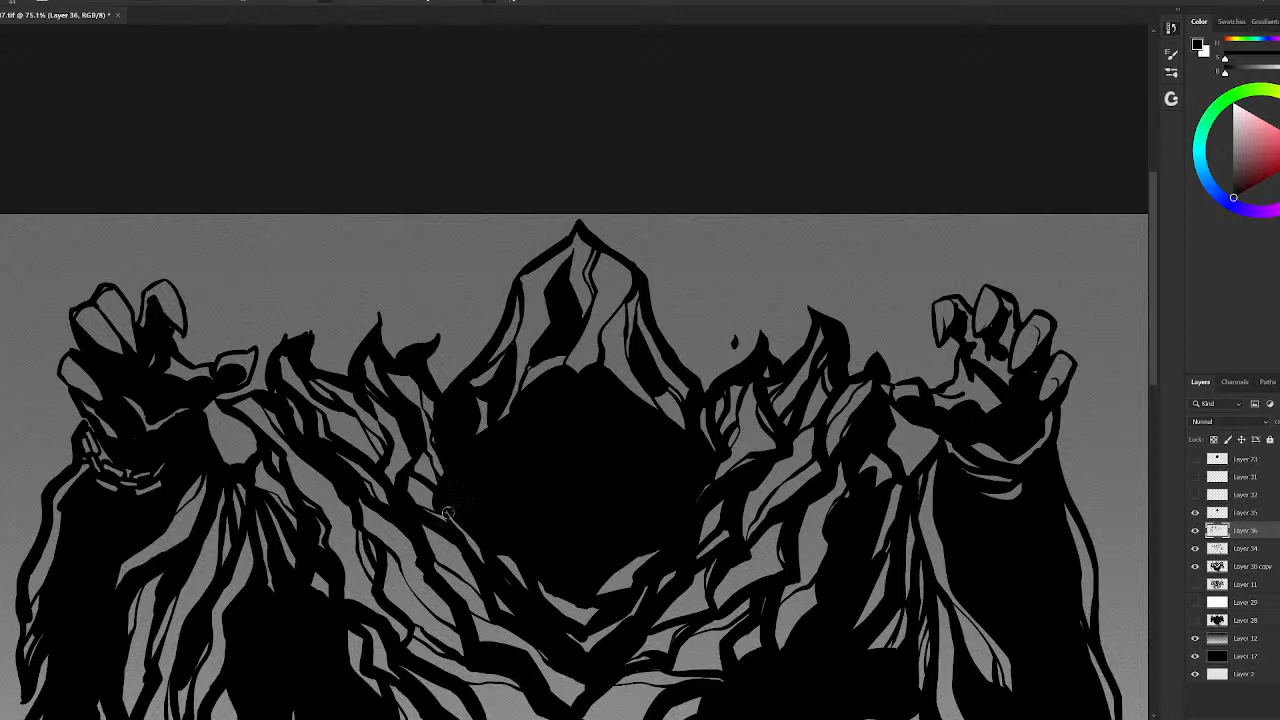 7.tif @ 75.1% (Layer 36, RGB/8) * ×
Color Swatches Gradient
H
S
B
Layers Channels Paths
Kind
Normal
Lock:
Layer 31
Layer 32
Layer 35
Layer 36
Layer 34
Layer 30 copy
Layer 11
Layer 29
Layer 28
Layer 12
Layer 17
Layer 2